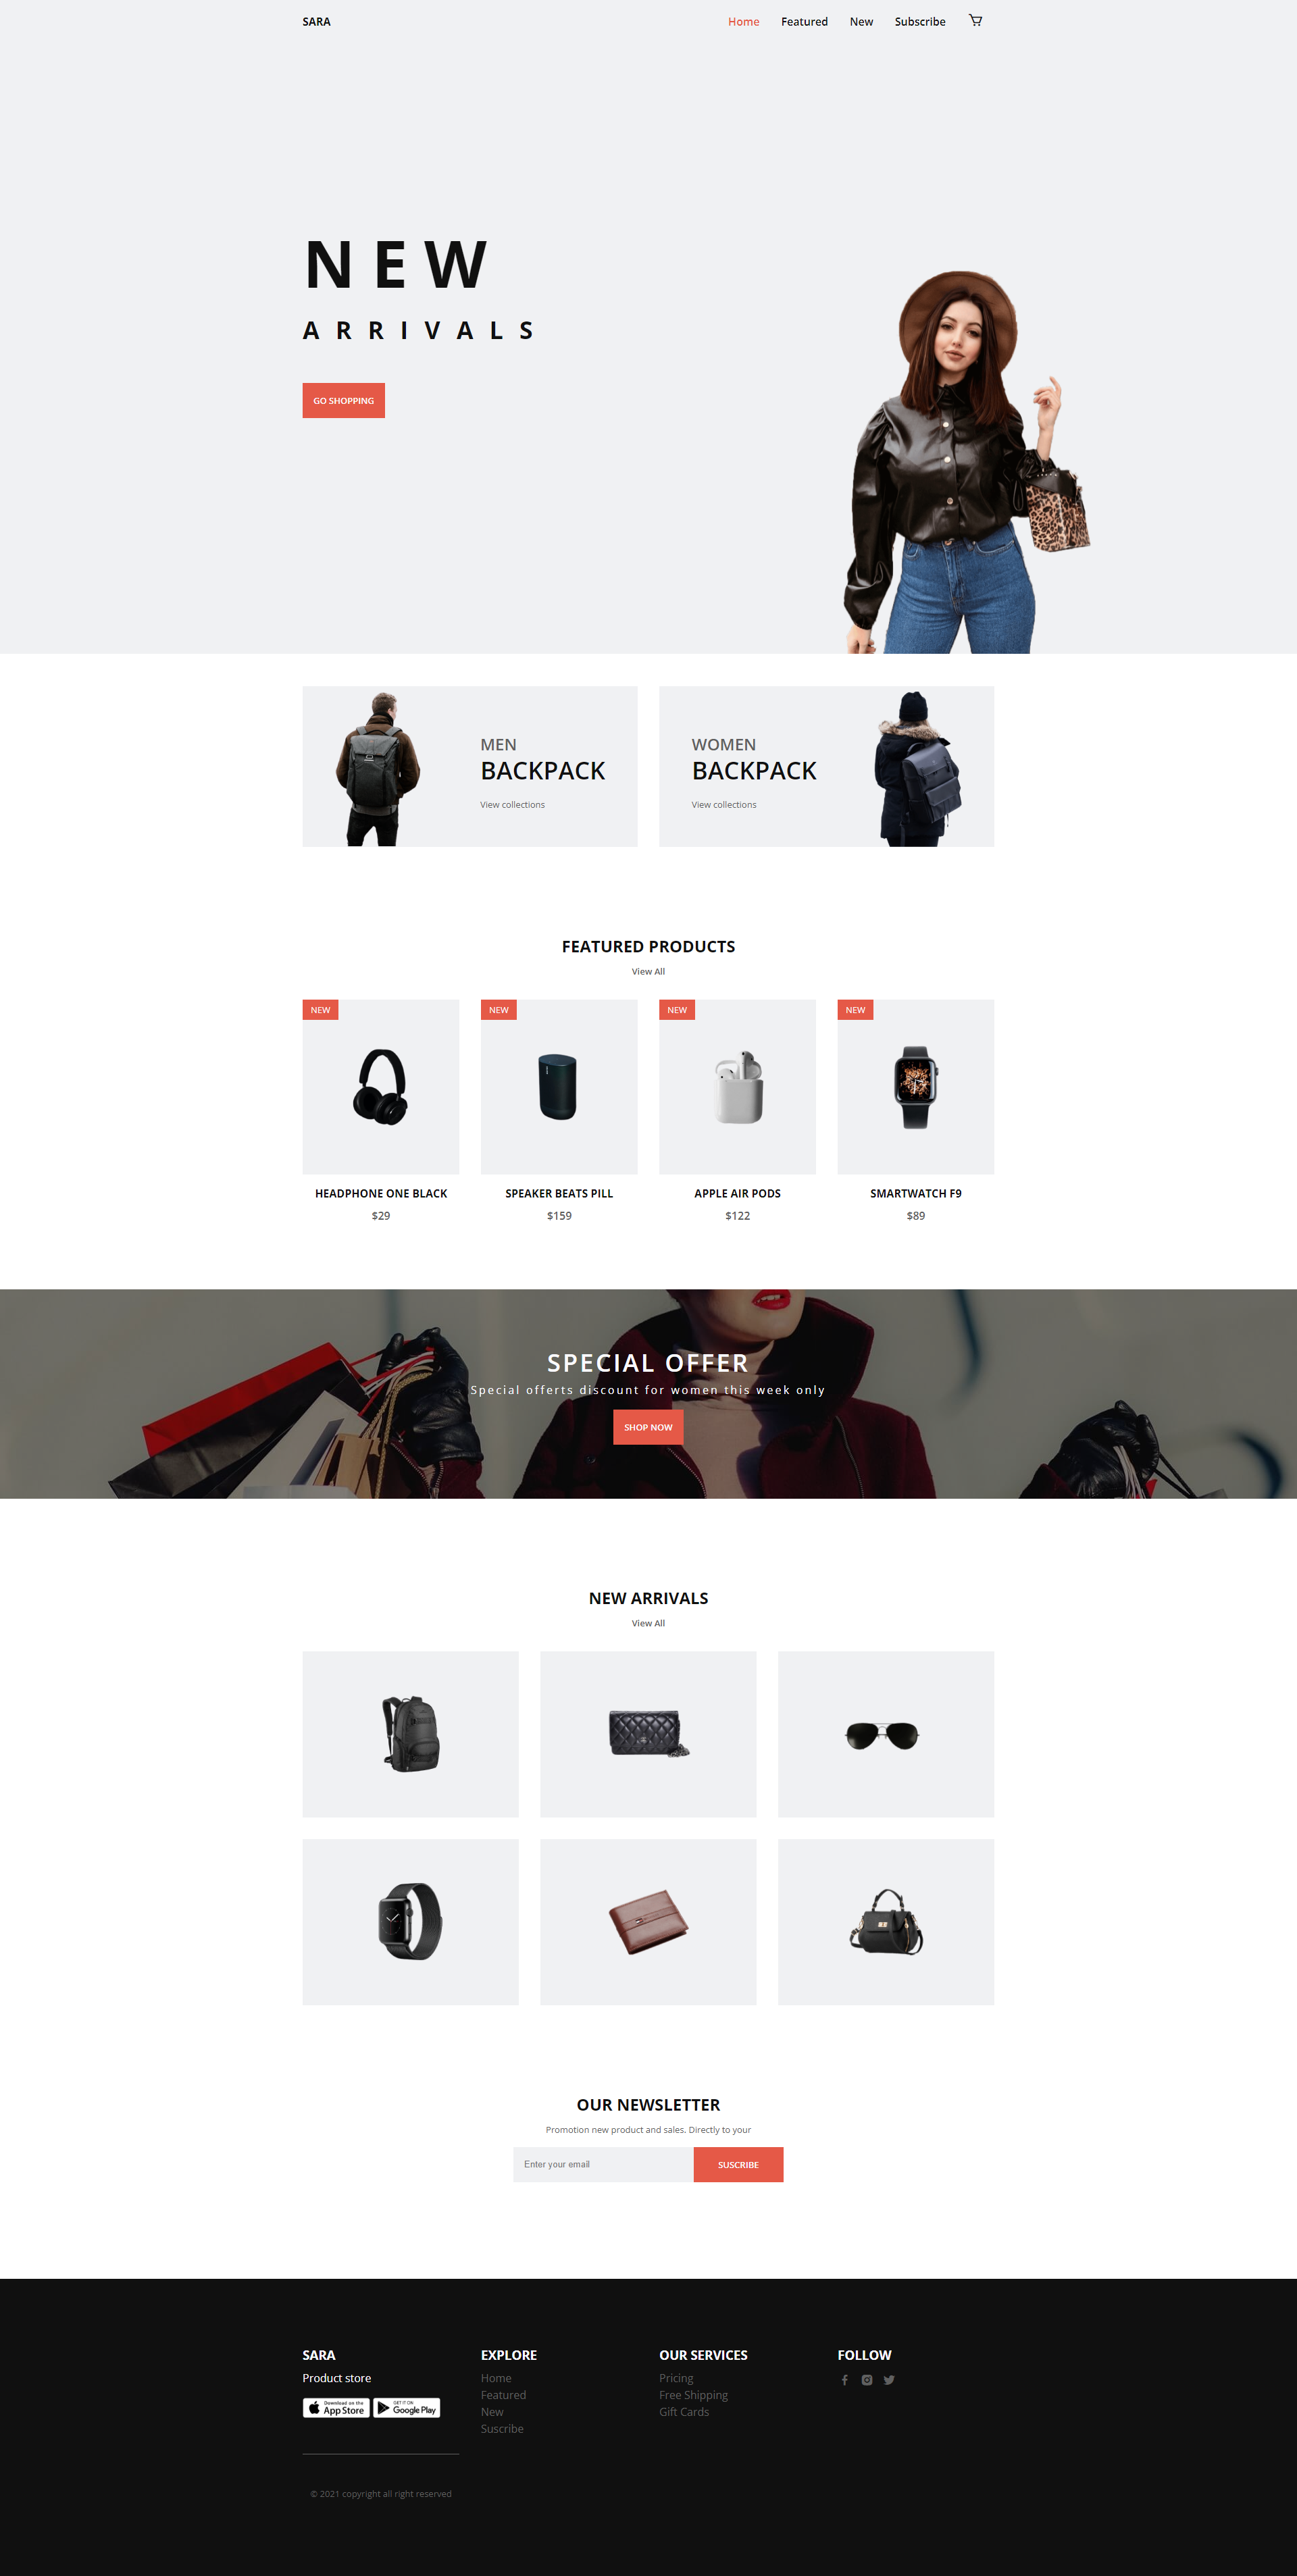 SARA
Home Featured New Subscribe
NEW
ARRIVALS
GO SHOPPING
MEN
BACKPACK
View collections
WOMEN
BACKPACK
View collections
FEATURED PRODUCTS
View All
NEW
NEW
NEW
NEW
HEADPHONE ONE BLACK
$29
SPEAKER BEATS PILL
$159
APPLE AIR PODS
$122
SMARTWATCH F9
$89
SPECIAL OFFER
Special offerts discount for women this week only
SHOP NOW
NEW ARRIVALS
View All
OUR NEWSLETTER
Promotion new product and sales. Directly to your
Enter your email
SUSCRIBE
SARA
Product store
Download on the
App Store
GET IT ON
Google Play
EXPLORE
Home
Featured
New
Suscribe
OUR SERVICES
Pricing
Free Shipping
Gift Cards
FOLLOW
© 2021 copyright all right reserved